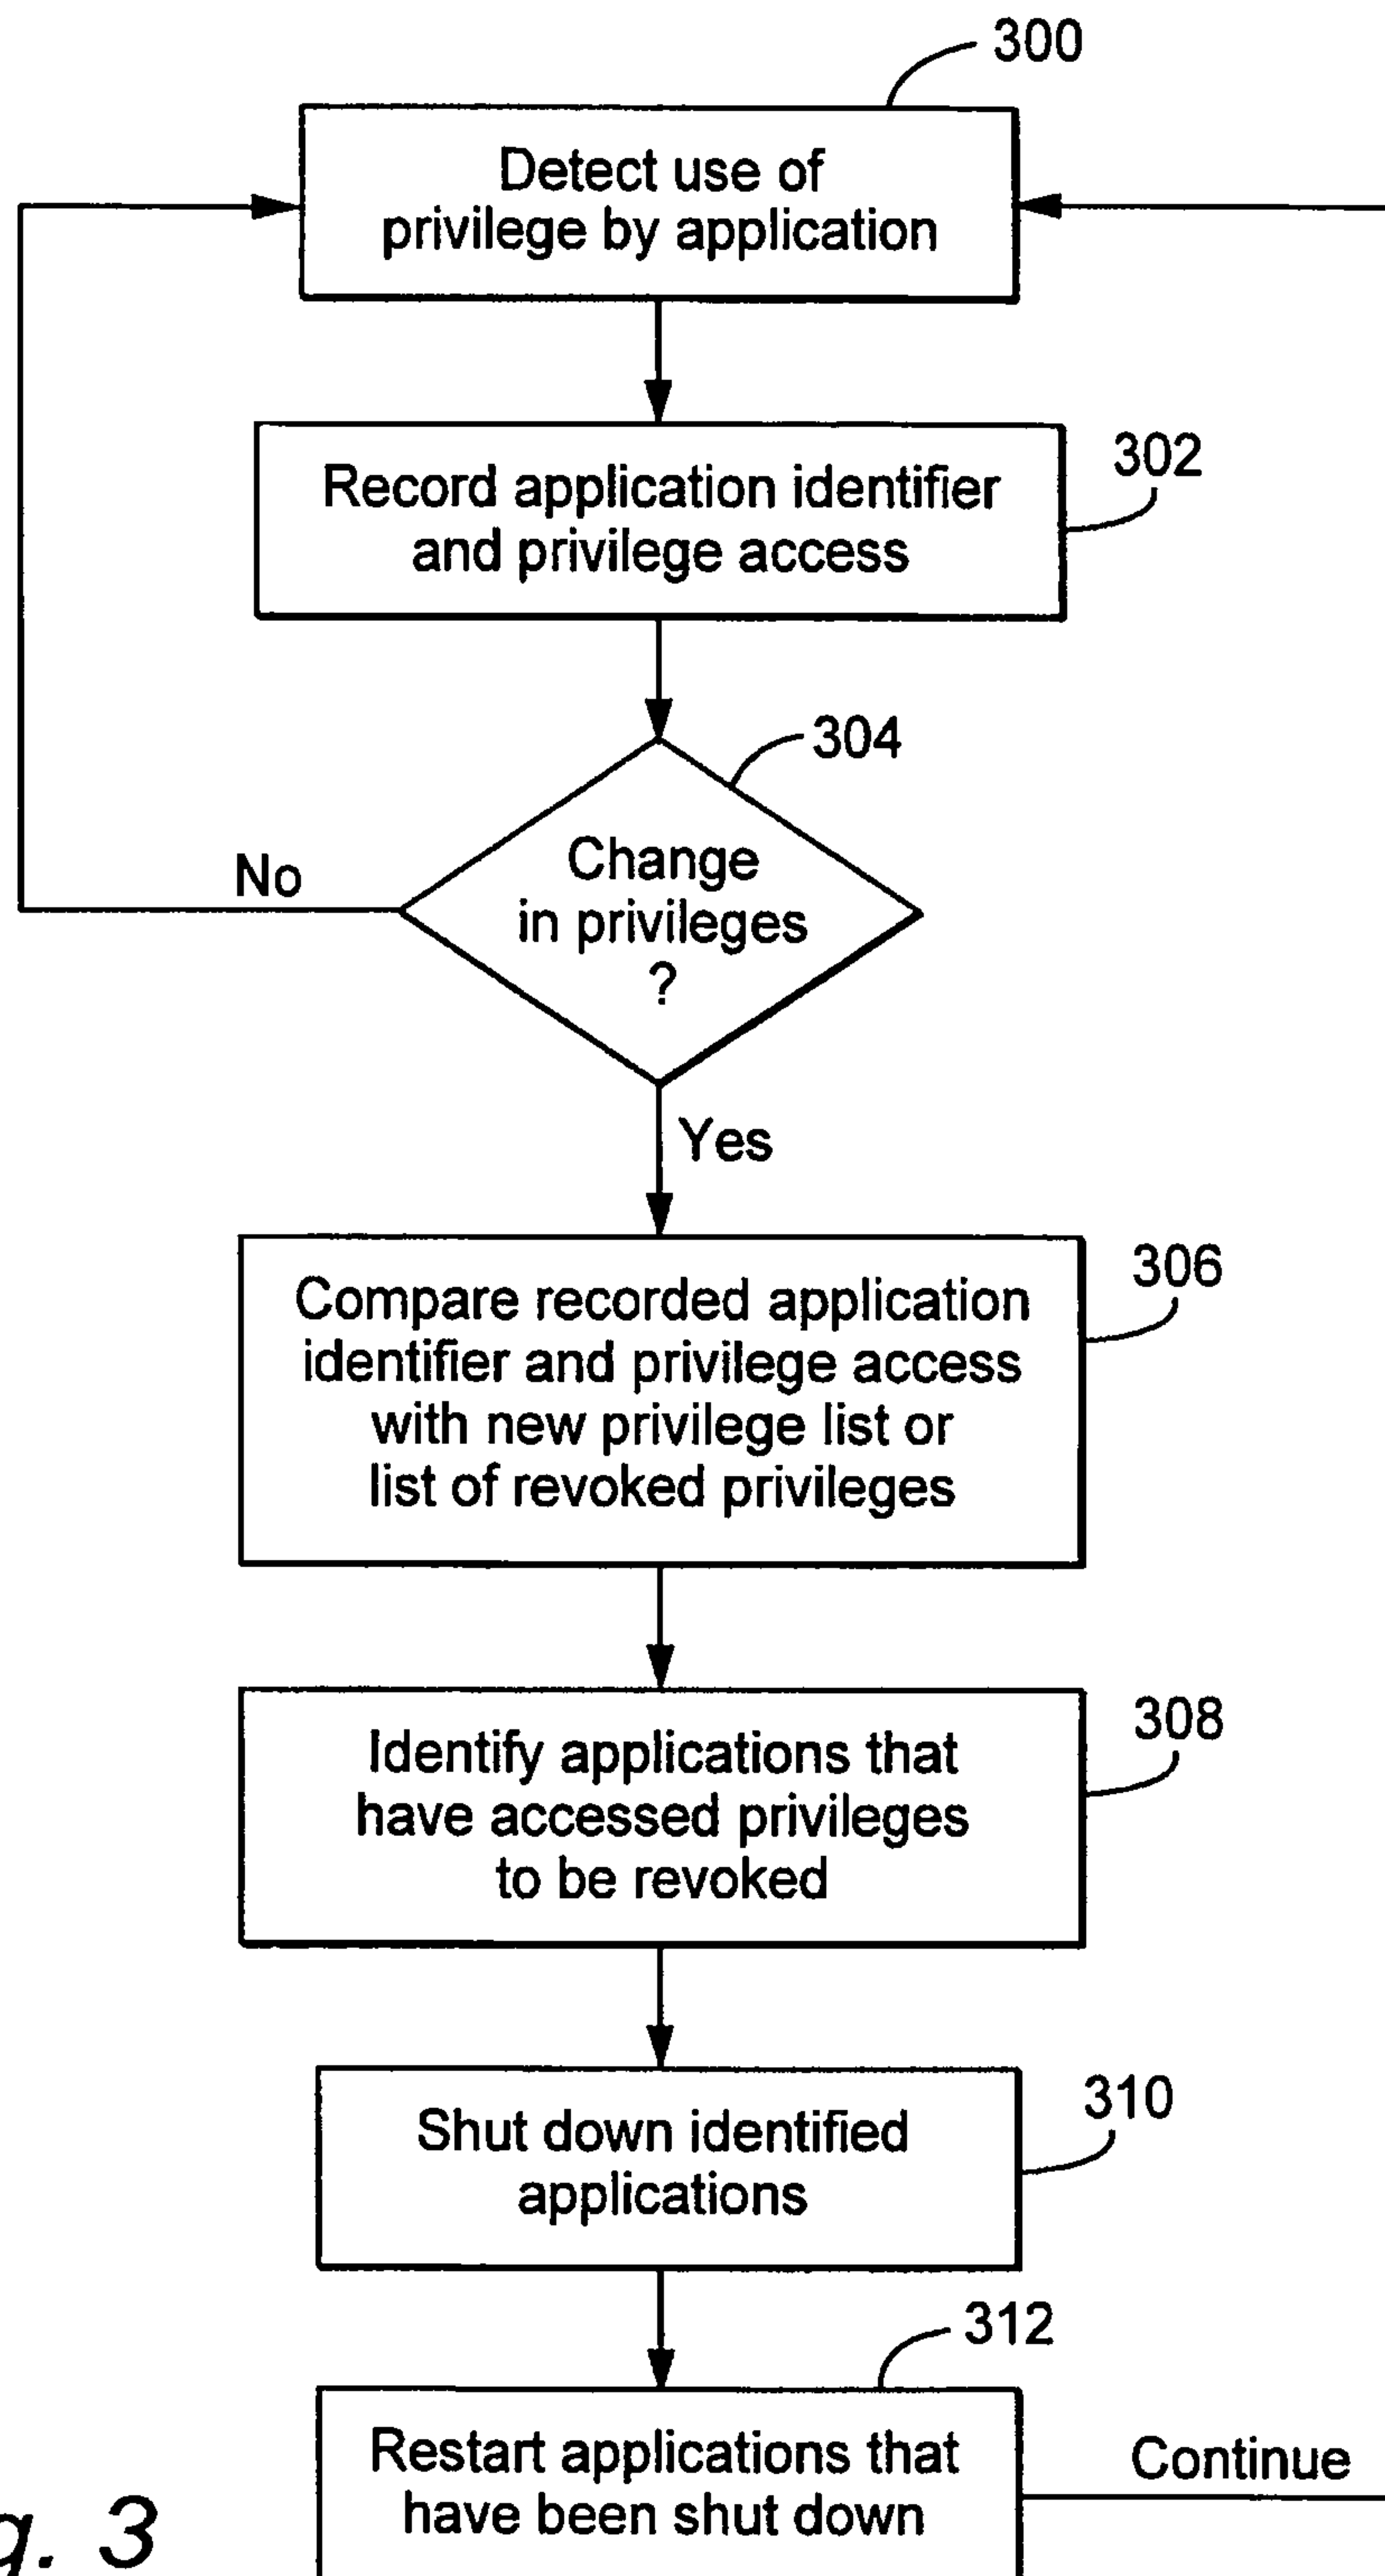 300
Detect use of
privilege by application
302
Record application identifier
and privilege access
304
Change
in privileges
?
No
Yes
306
Compare recorded application
identifier and privilege access
with new privilege list or
list of revoked privileges
308
Identify applications that
have accessed privileges
to be revoked
310
Shut down identified
applications
312
Restart applications that
have been shut down
Continue
g. 3